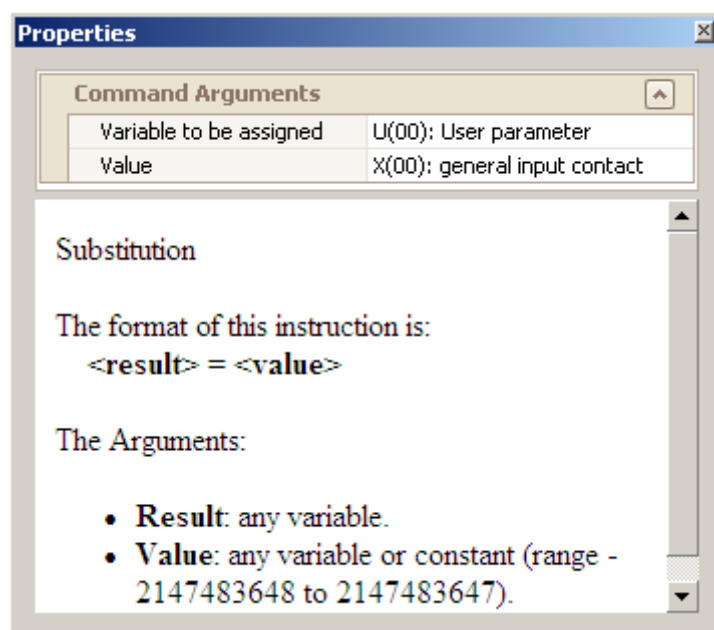 Properties
Command Arguments
Variable to be assigned U(00): User parameter
Value X(00): general input contact
Substitution
The format of this instruction is:
<result> = <value>
The Arguments:
• Result: any variable.
• Value: any variable or constant (range -
2147483648 to 2147483647).